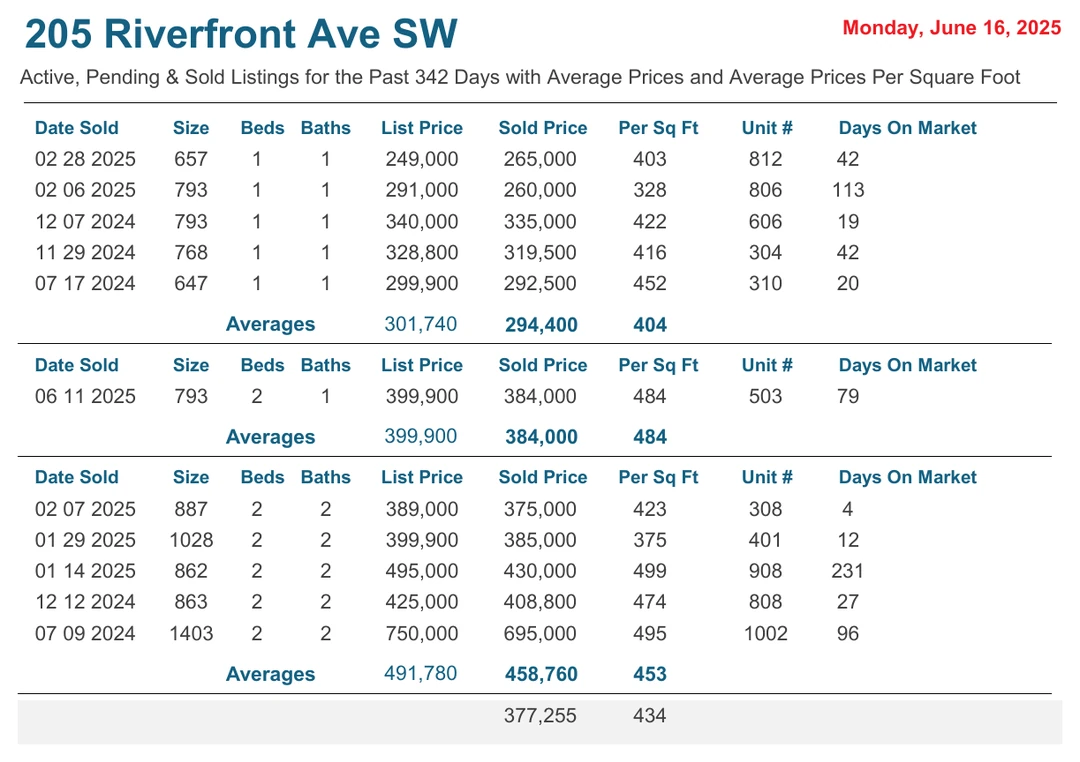 205 Riverfront Ave SW Monday, June 16, 2025
Active, Pending & Sold Listings for the Past 342 Days with Average Prices and Average Prices Per Square Foot
Date Sold Size Beds Baths List Price Sold Price Per Sq Ft Unit # Days On Market
02 28 2025 657 1 1 249,000 265,000 403 812 42
02 06 2025 793 1 1 291,000 260,000 328 806 113
12 07 2024 793 1 1 340,000 335,000 422 606 19
11 29 2024 768 1 1 328,800 319,500 416 304 42
07 17 2024 647 1 1 299,900 292,500 452 310 20
Averages 301,740 294,400 404
Date Sold Size Beds Baths List Price Sold Price Per Sq Ft Unit # Days On Market
06 11 2025 793 2 1 399,900 384,000 484 503 79
Averages 399,900 384,000 484
Date Sold Size Beds Baths List Price Sold Price Per Sq Ft Unit # Days On Market
02 07 2025 887 2 2 389,000 375,000 423 308 4
01 29 2025 1028 2 2 399,900 385,000 375 401 12
01 14 2025 862 2 2 495,000 430,000 499 908 231
12 12 2024 863 2 2 425,000 408,800 474 808 27
07 09 2024 1403 2 2 750,000 695,000 495 1002 96
Averages 491,780 458,760 453
377,255 434